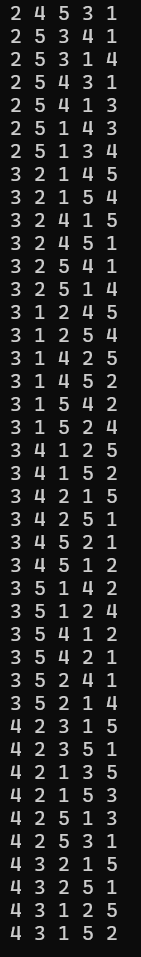 2 4 5 3 1
2 5 3 4 1
2 5 3 1 4
2 5 4 3 1
2 5 4 1 3
2 5 1 4 3
2 5 1 3 4
3 2 1 4 5
3 2 1 5 4
3 2 4 1 5
3 2 4 5 1
3 2 5 4 1
3 2 5 1 4
3 1 2 4 5
3 1 2 5 4
3 1 4 2 5
3 1 4 5 2
3 1 5 4 2
3 1 5 2 4
3 4 1 2 5
3 4 1 5 2
3 4 2 1 5
3 4 2 5 1
3 4 5 2 1
3 4 5 1 2
3 5 1 4 2
3 5 1 2 4
3 5 4 1 2
3 5 4 2 1
3 5 2 4 1
3 5 2 1 4
4 2 3 1 5
4 2 3 5 1
4 2 1 3 5
4 2 1 5 3
4 2 5 1 3
4 2 5 3 1
4 3 2 1 5
4 3 2 5 1
4 3 1 2 5
4 3 1 5 2